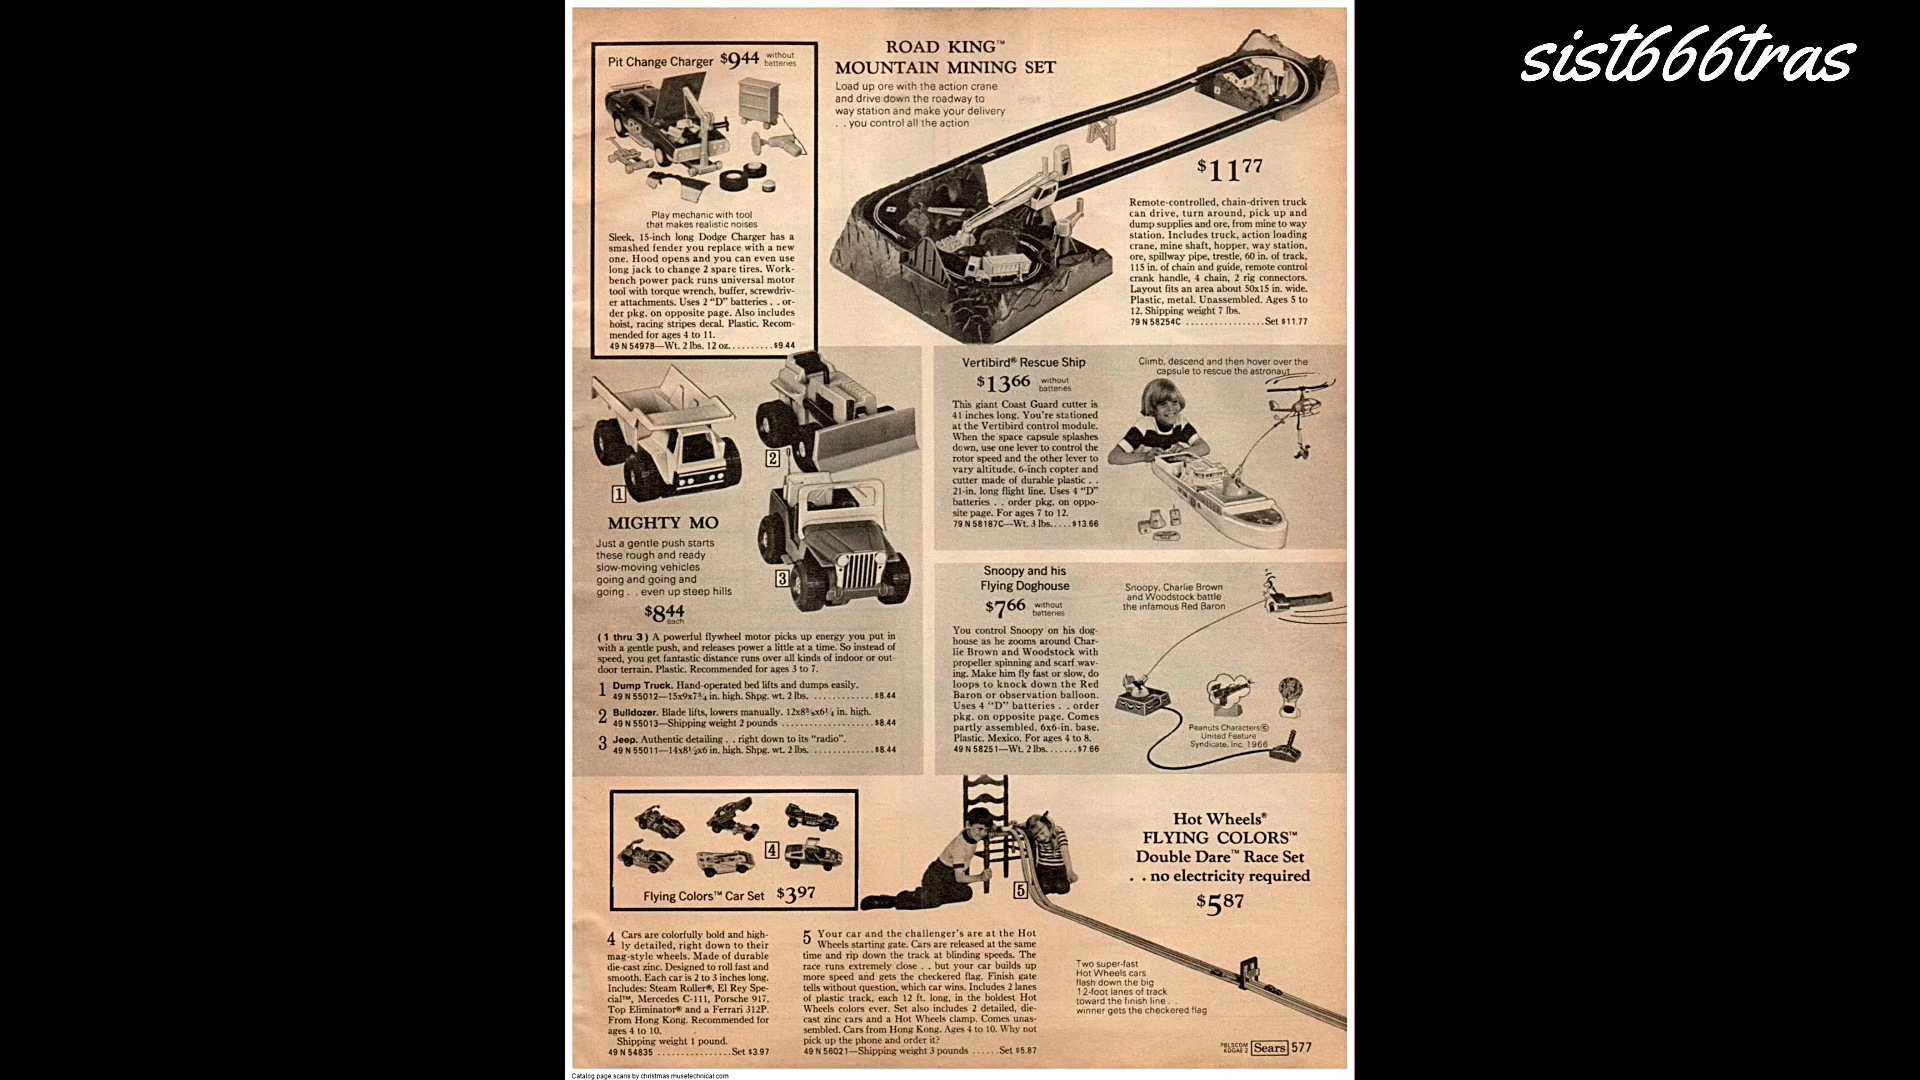 sist666tras
Pit Change Charger $9.44 without
batteries
Play mechanic with tool
that makes realistic noises
Sleek, 15-inch long Dodge Charger has a
smashed fender you replace with a new
one. Hood opens and you can even use
long jack to change 2 spare tires. Work-
bench power pack runs universal motor
tool with torque wrench, buffer, screwdriv-
er attachments. Uses 2 "D" batteries . . or-
der pkg. on opposite page. Also includes
hoist, racing stripes decal. Plastic. Recom-
mended for ages 4 to 11.
49 N 54978—Wt. 2 lbs. 12 oz..........$9.44
ROAD KING™
MOUNTAIN MINING SET
Load up ore with the action crane
and drive down the roadway to
way station and make your delivery
. . you control all the action
$11.77
Remote-controlled, chain-driven truck
can drive, turn around, pick up and
dump supplies and ore, from mine to way
station. Includes truck, action loading
crane, mine shaft, hopper, way station,
ore, spillway pipe, trestle, 60 in. of track,
115 in. of chain and guide, remote control
crank handle, 4 chain, 2 rig connectors.
Layout fits an area about 50x15 in. wide.
Plastic, metal. Unassembled. Ages 5 to
12. Shipping weight 7 lbs.
79 N 58254C .................Set $11.77
1
2
3
MIGHTY MO
Just a gentle push starts
these rough and ready
slow-moving vehicles
going and going and
going . . even up steep hills
$8.44
each
(1 thru 3) A powerful flywheel motor picks up energy you put in
with a gentle push, and releases power a little at a time. So instead of
speed, you get fantastic distance runs over all kinds of indoor or out-
door terrain. Plastic. Recommended for ages 3 to 7.
1 Dump Truck. Hand-operated bed lifts and dumps easily.
49 N 55012—15x9x7¾ in. high. Shpg. wt. 2 lbs. ............$8.44
2 Bulldozer. Blade lifts, lowers manually. 12x8¾x6¼ in. high.
49 N 55013—Shipping weight 2 pounds ...................$8.44
3 Jeep. Authentic detailing . . right down to its "radio".
49 N 55011—14x8½x6 in. high. Shpg. wt. 2 lbs. ............$8.44
Vertibird® Rescue Ship
$13.66 without
batteries
This giant Coast Guard cutter is
41 inches long. You're stationed
at the Vertibird control module.
When the space capsule splashes
down, use one lever to control the
rotor speed and the other lever to
vary altitude. 6-inch copter and
cutter made of durable plastic . .
21-in. long flight line. Uses 4 "D"
batteries . . order pkg. on oppo-
site page. For ages 7 to 12.
79 N 58187C—Wt. 3 lbs.....$13.66
Climb, descend and then hover over the
capsule to rescue the astronaut
Snoopy and his
Flying Doghouse
$7.66 without
batteries
You control Snoopy on his dog-
house as he zooms around Char-
lie Brown and Woodstock with
propeller spinning and scarf wav-
ing. Make him fly fast or slow, do
loops to knock down the Red
Baron or observation balloon.
Uses 4 "D" batteries . . order
pkg. on opposite page. Comes
partly assembled. 6x6-in. base.
Plastic. Mexico. For ages 4 to 8.
49 N 58251—Wt. 2 lbs.......$7.66
Snoopy, Charlie Brown
and Woodstock battle
the infamous Red Baron
Peanuts Characters©
United Feature
Syndicate, Inc. 1966
4
Flying Colors™ Car Set $3.97
5
Hot Wheels®
FLYING COLORS™
Double Dare™ Race Set
. . no electricity required
$5.87
4 Cars are colorfully bold and high-
ly detailed, right down to their
mag-style wheels. Made of durable
die-cast zinc. Designed to roll fast and
smooth. Each car is 2 to 3 inches long.
Includes: Steam Roller®, El Rey Spe-
cial™, Mercedes C-111, Porsche 917,
Top Eliminator® and a Ferrari 312P.
From Hong Kong. Recommended for
ages 4 to 10.
Shipping weight 1 pound.
49 N 54835 ................Set $3.97
5 Your car and the challenger's are at the Hot
Wheels starting gate. Cars are released at the same
time and rip down the track at blinding speeds. The
race runs extremely close . . but your car builds up
more speed and gets the checkered flag. Finish gate
tells without question, which car wins. Includes 2 lanes
of plastic track, each 12 ft. long, in the boldest Hot
Wheels colors ever. Set also includes 2 detailed, die-
cast zinc cars and a Hot Wheels clamp. Comes unas-
sembled. Cars from Hong Kong. Ages 4 to 10. Why not
pick up the phone and order it?
49 N 56021—Shipping weight 3 pounds ......Set $5.87
Two super-fast
Hot Wheels cars
flash down the big
12-foot lanes of track
toward the finish line . .
winner gets the checkered flag
Sears 577
Catalog page scans by christmas.musetechnical.com